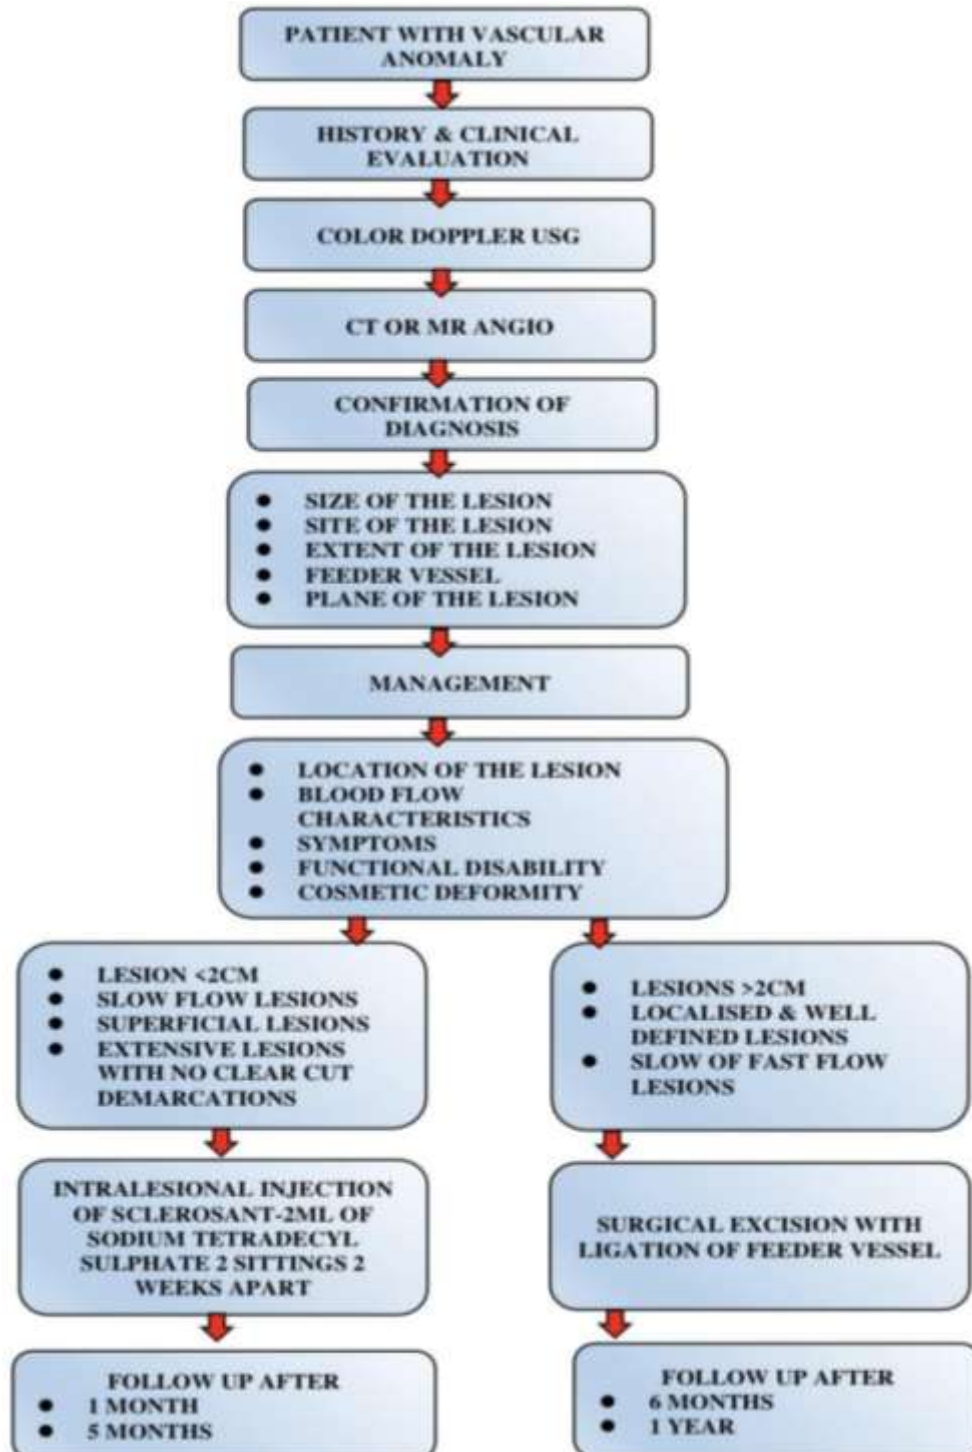 PATIENT WITH VASCULAR
ANOMALY
HISTORY & CLINICAL
EVALUATION
COLOR DOPPLER USG
CT OR MR ANGIO
CONFIRMATION OF
DIAGNOSIS
● SIZE OF THE LESION
● SITE OF THE LESION
● EXTENT OF THE LESION
● FEEDER VESSEL
● PLANE OF THE LESION
MANAGEMENT
● LOCATION OF THE LESION
● BLOOD FLOW
CHARACTERISTICS
● SYMPTOMS
● FUNCTIONAL DISABILITY
● COSMETIC DEFORMITY
● LESION <2CM
● SLOW FLOW LESIONS
● SUPERFICIAL LESIONS
● EXTENSIVE LESIONS
WITH NO CLEAR CUT
DEMARCATIONS
● LESIONS >2CM
● LOCALISED & WELL
DEFINED LESIONS
● SLOW OF FAST FLOW
LESIONS
INTRALESIONAL INJECTION
OF SCLEROSANT-2ML OF
SODIUM TETRADECYL
SULPHATE 2 SITTINGS 2
WEEKS APART
SURGICAL EXCISION WITH
LIGATION OF FEEDER VESSEL
FOLLOW UP AFTER
● 1 MONTH
● 5 MONTHS
FOLLOW UP AFTER
● 6 MONTHS
● 1 YEAR